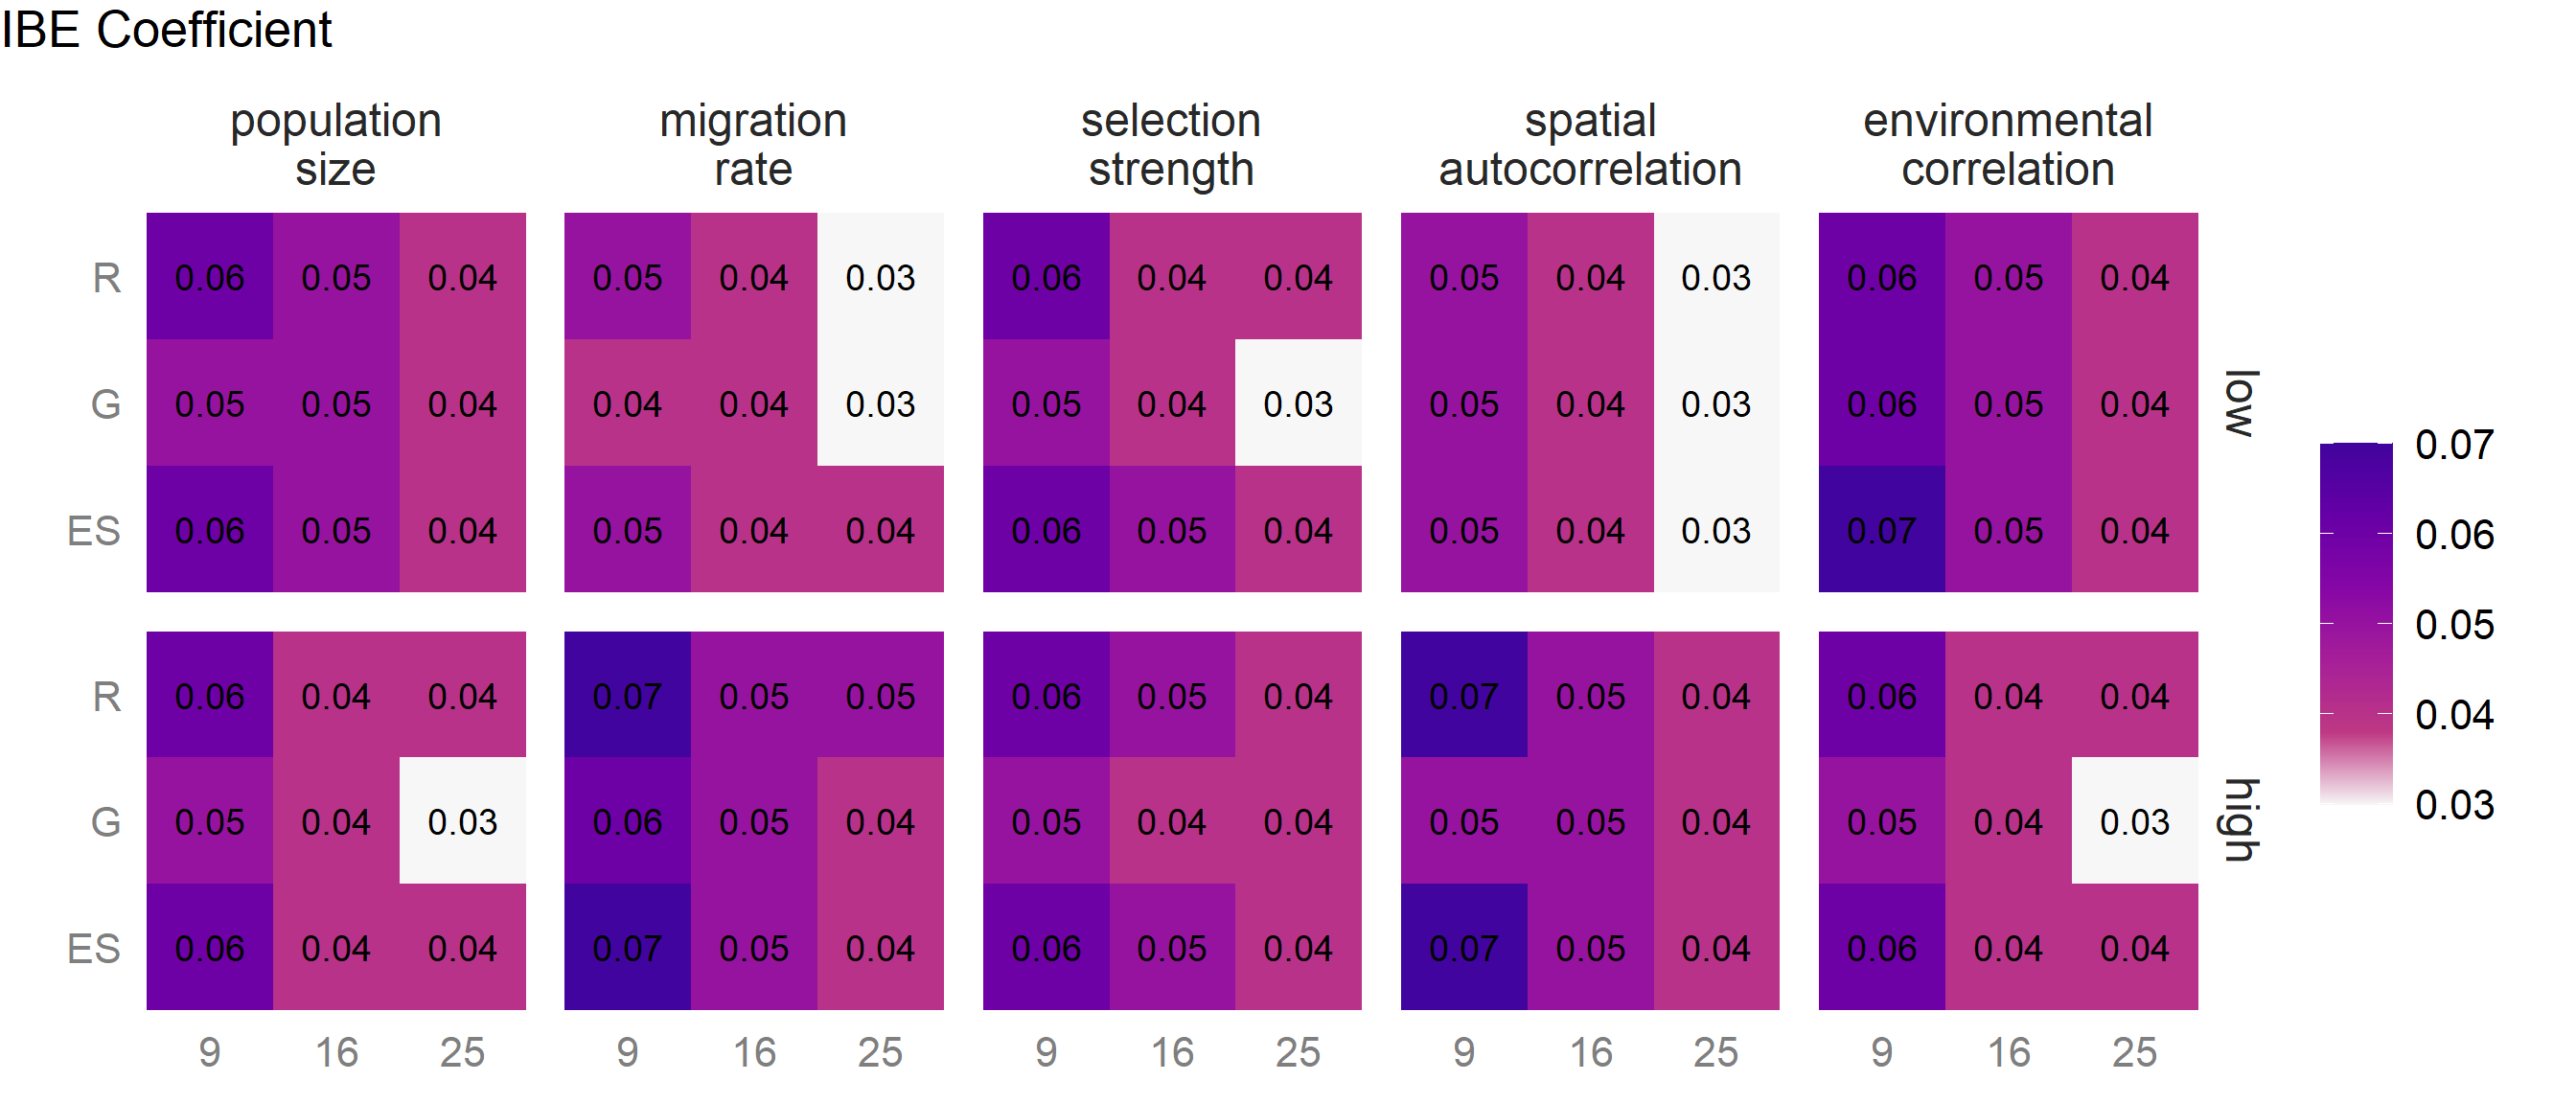 IBE Coefficient
population size
migration rate
selection strength
spatial autocorrelation
environmental correlation
R 0.06 0.05 0.04 0.05 0.04 0.03 0.06 0.04 0.04 0.05 0.04 0.03 0.06 0.05 0.04
G 0.05 0.05 0.04 0.04 0.04 0.03 0.05 0.04 0.03 0.05 0.04 0.03 0.06 0.05 0.04
ES 0.06 0.05 0.04 0.05 0.04 0.04 0.06 0.05 0.04 0.05 0.04 0.03 0.07 0.05 0.04
low
R 0.06 0.04 0.04 0.07 0.05 0.05 0.06 0.05 0.04 0.07 0.05 0.04 0.06 0.04 0.04
G 0.05 0.04 0.03 0.06 0.05 0.04 0.05 0.04 0.04 0.05 0.05 0.04 0.05 0.04 0.03
ES 0.06 0.04 0.04 0.07 0.05 0.04 0.06 0.05 0.04 0.07 0.05 0.04 0.06 0.04 0.04
high
9 16 25 9 16 25 9 16 25 9 16 25 9 16 25
0.07
0.06
0.05
0.04
0.03